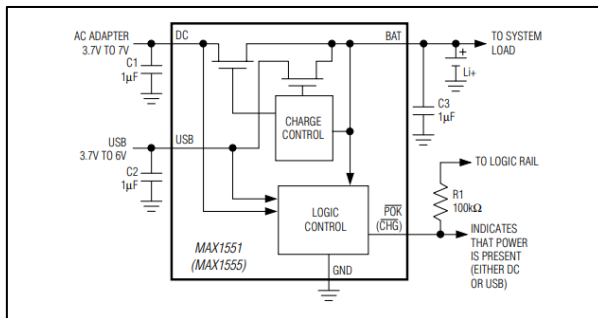 AC ADAPTER
3.7V TO 7V
DC
BAT
TO SYSTEM
LOAD
C1
1µF
+
Li+
C3
1µF
CHARGE
CONTROL
USB
3.7V TO 6V
USB
C2
1µF
TO LOGIC RAIL
R1
100kΩ
LOGIC
CONTROL
POK
(CHG)
INDICATES
THAT POWER
IS PRESENT
(EITHER DC
OR USB)
MAX1551
(MAX1555)
GND